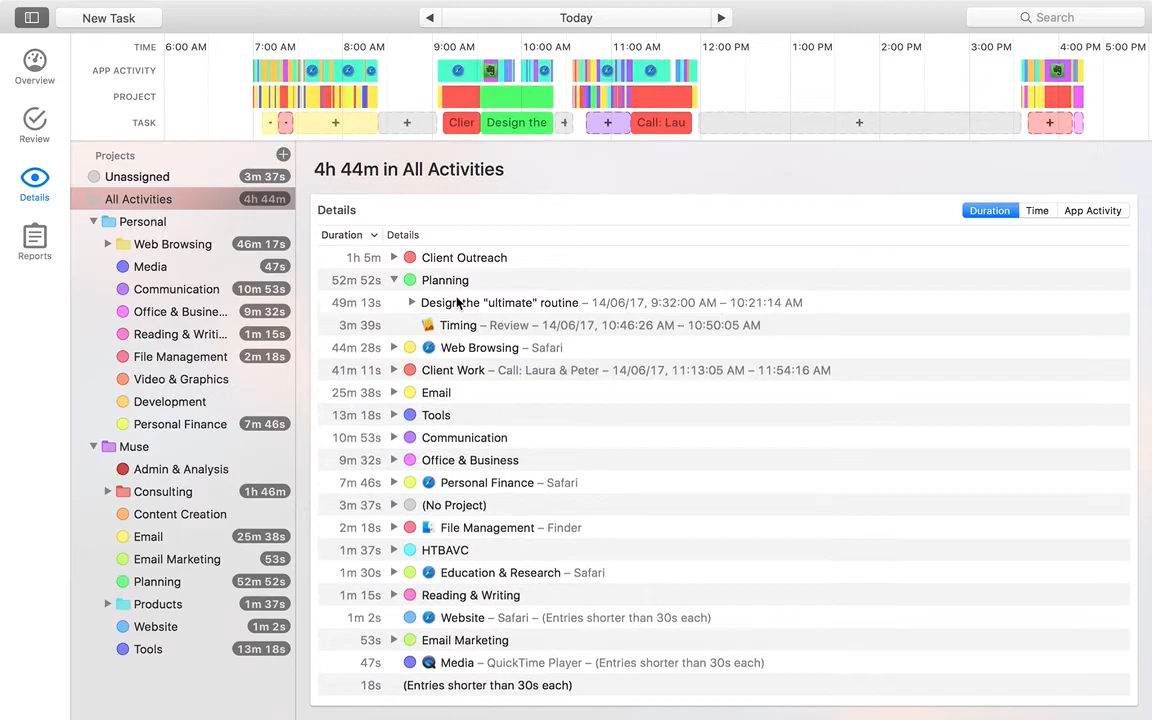 New Task
Today
Search
TIME 6:00 AM 7:00 AM 8:00 AM 9:00 AM 10:00 AM 11:00 AM 12:00 PM 1:00 PM 2:00 PM 3:00 PM 4:00 PM 5:00 PM
APP ACTIVITY
PROJECT
TASK + + Clier Design the + + Call: Lau + +
Overview
Review
Details
Reports
Projects
Unassigned 3m 37s
All Activities 4h 44m
Personal
Web Browsing 46m 17s
Media 47s
Communication 10m 53s
Office & Busine... 9m 32s
Reading & Writi... 1m 15s
File Management 2m 18s
Video & Graphics
Development
Personal Finance 7m 46s
Muse
Admin & Analysis
Consulting 1h 46m
Content Creation
Email 25m 38s
Email Marketing 53s
Planning 52m 52s
Products 1m 37s
Website 1m 2s
Tools 13m 18s
4h 44m in All Activities
Details Duration Time App Activity
Duration Details
1h 5m Client Outreach
52m 52s Planning
49m 13s Design the "ultimate" routine – 14/06/17, 9:32:00 AM – 10:21:14 AM
3m 39s Timing – Review – 14/06/17, 10:46:26 AM – 10:50:05 AM
44m 28s Web Browsing – Safari
41m 11s Client Work – Call: Laura & Peter – 14/06/17, 11:13:05 AM – 11:54:16 AM
25m 38s Email
13m 18s Tools
10m 53s Communication
9m 32s Office & Business
7m 46s Personal Finance – Safari
3m 37s (No Project)
2m 18s File Management – Finder
1m 37s HTBAVC
1m 30s Education & Research – Safari
1m 15s Reading & Writing
1m 2s Website – Safari – (Entries shorter than 30s each)
53s Email Marketing
47s Media – QuickTime Player – (Entries shorter than 30s each)
18s (Entries shorter than 30s each)